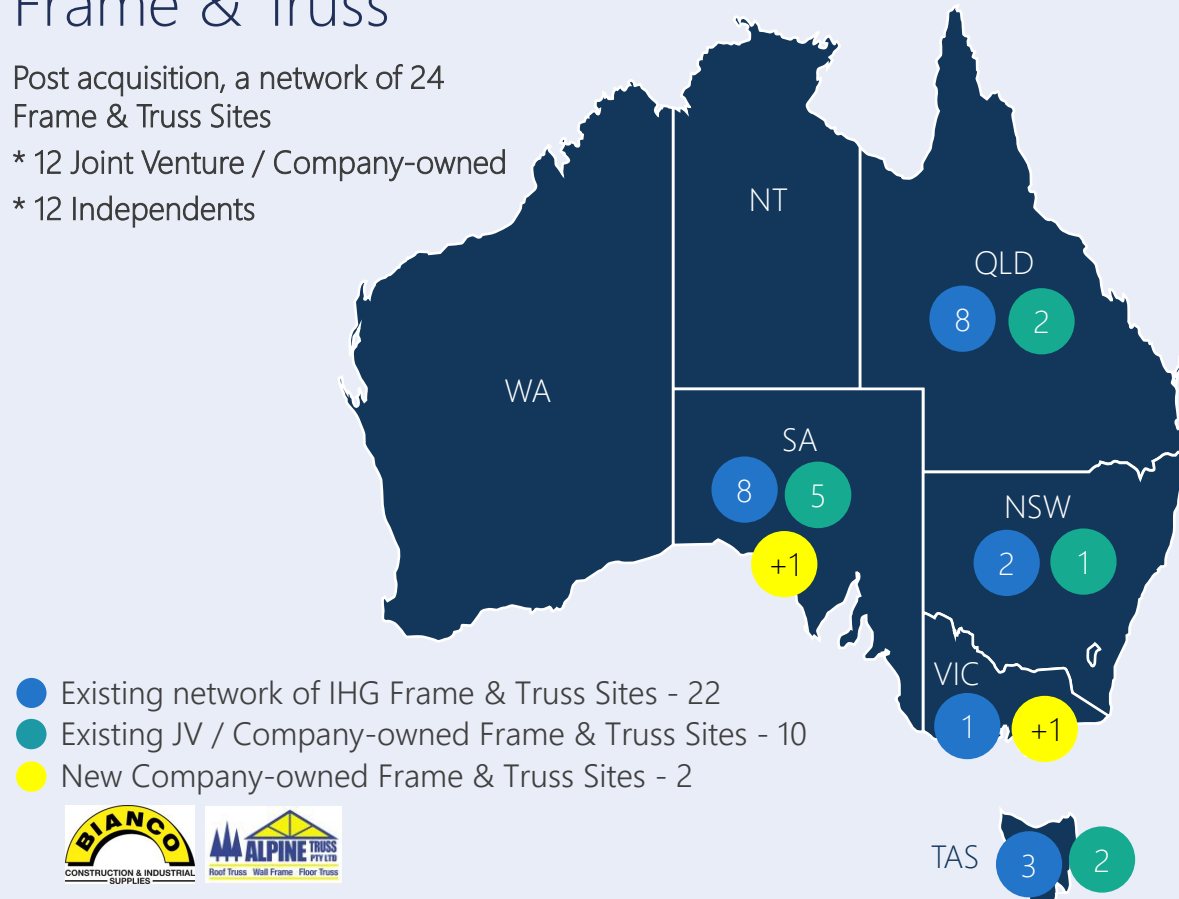 Frame & Truss
Post acquisition, a network of 24
Frame & Truss Sites
* 12 Joint Venture / Company-owned
* 12 Independents
NT
QLD
8
2
WA
SA
8
5
+1
NSW
2
1
VIC
1
+1
Existing network of IHG Frame & Truss Sites - 22
Existing JV / Company-owned Frame & Truss Sites - 10
New Company-owned Frame & Truss Sites - 2
BIANCO
CONSTRUCTION & INDUSTRIAL
SUPPLIES
ALPINE TRUSS
PTY LTD
Roof Truss Wall Frame Floor Truss
TAS
3
2